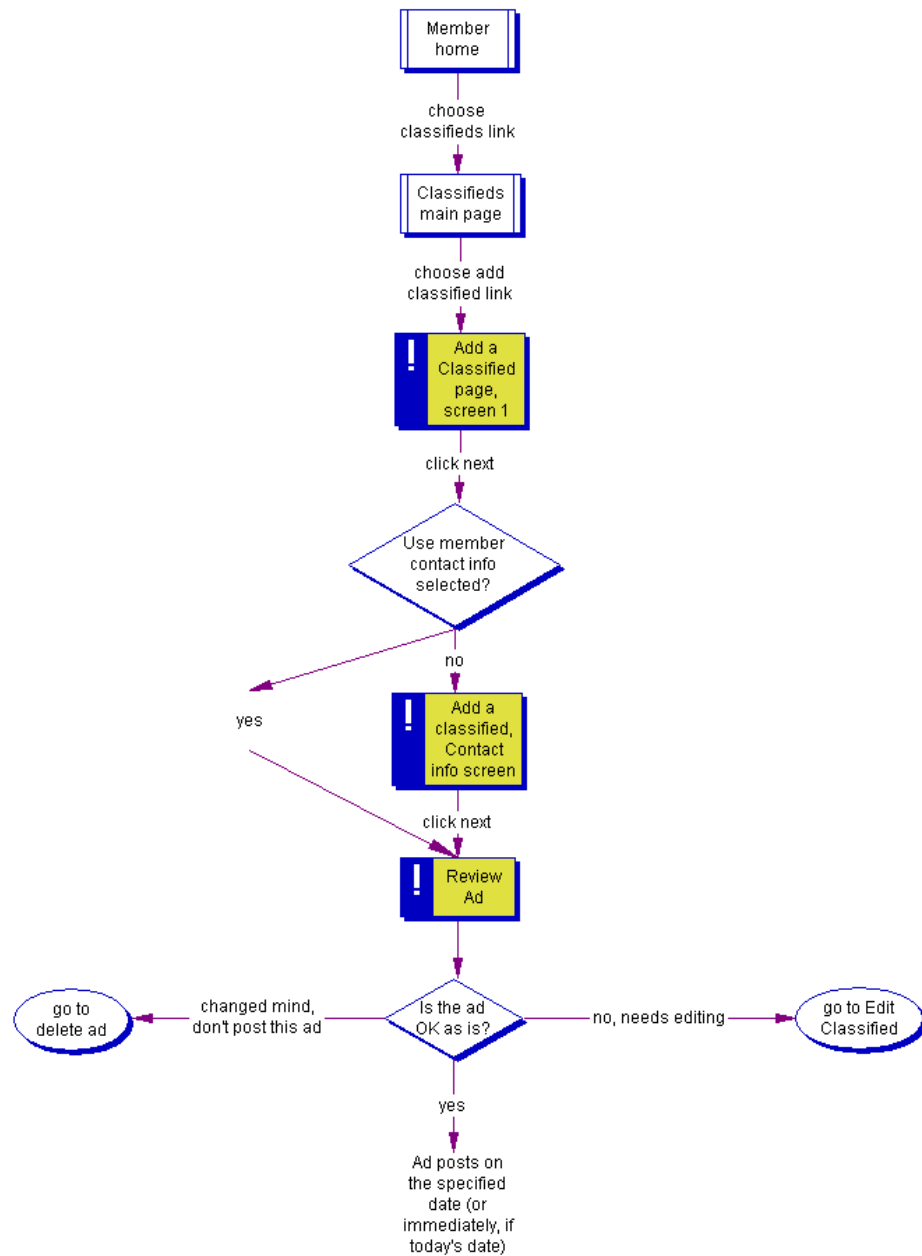 Member
home
choose
classifieds link
Classifieds
main page
choose add
classified link
!
Add a
Classified
page,
screen 1
click next
Use member
contact info
selected?
no
yes
!
Add a
classified,
Contact
info screen
click next
!
Review
Ad
go to
delete ad
changed mind,
don't post this ad
Is the ad
OK as is?
no, needs editing
go to Edit
Classified
yes
Ad posts on
the specified
date (or
immediately, if
today's date)